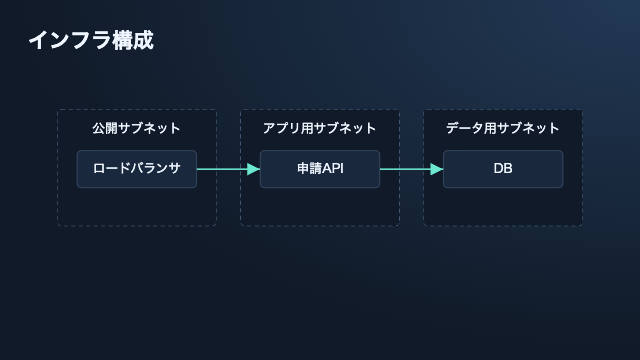 インフラ構成
公開サブネット
ロードバランサ
アプリ用サブネット
申請API
データ用サブネット
DB